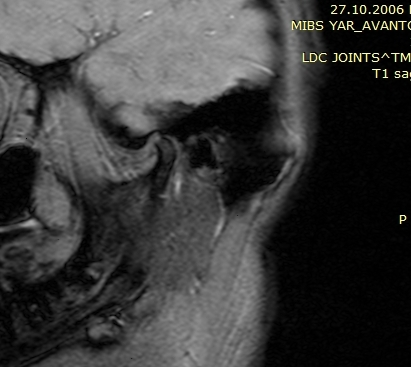 27.10.2006
MIBS YAR_AVANTO
LDC JOINTS^TM
T1 sag
P